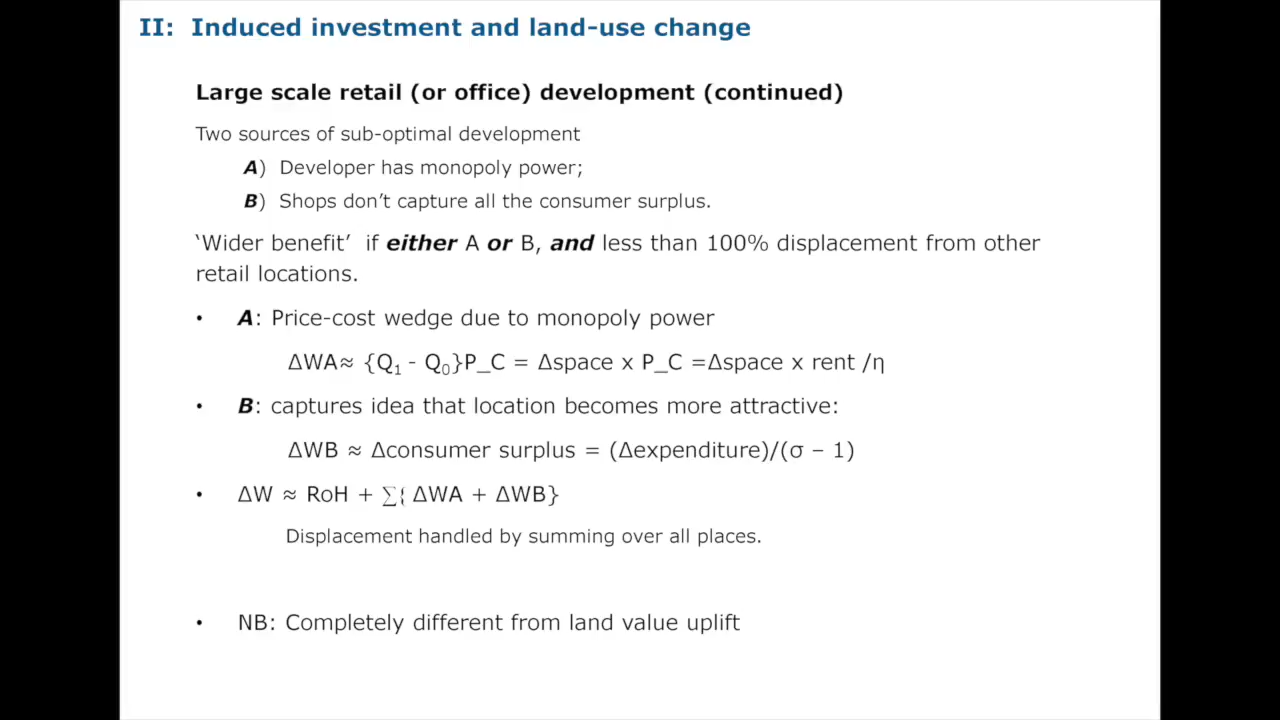 II: Induced investment and land-use change
Large scale retail (or office) development (continued)
Two sources of sub-optimal development
A) Developer has monopoly power;
B) Shops don’t capture all the consumer surplus.
‘Wider benefit’ if either A or B, and less than 100% displacement from other
retail locations.
• A: Price-cost wedge due to monopoly power
ΔWA≈ {Q₁ - Q₀}P_C = Δspace x P_C =Δspace x rent /η
• B: captures idea that location becomes more attractive:
ΔWB ≈ Δconsumer surplus = (Δexpenditure)/(σ – 1)
• ΔW ≈ RoH + ∑{ ΔWA + ΔWB}
Displacement handled by summing over all places.
• NB: Completely different from land value uplift